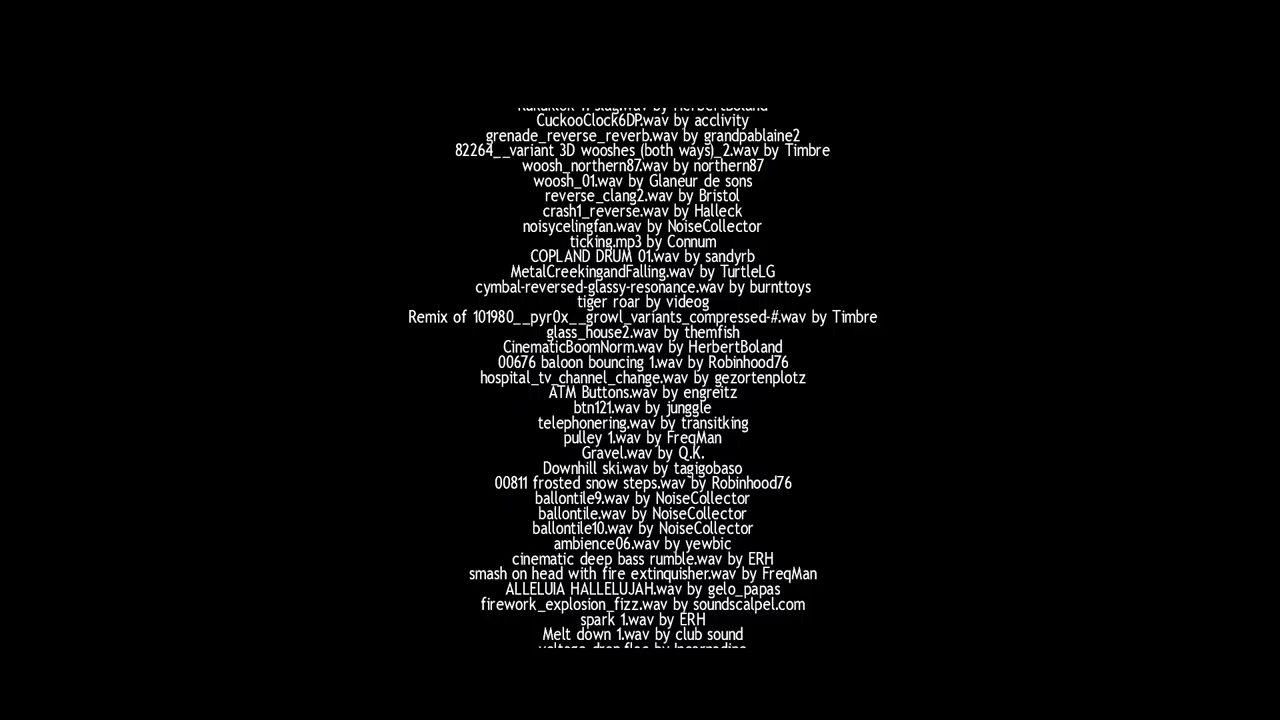 CuckooClock6DP.wav by acclivity
grenade_reverse_reverb.wav by grandpablaine2
82264__variant 3D wooshes (both ways)_2.wav by Timbre
woosh_northern87.wav by northern87
woosh_01.wav by Glaneur de sons
reverse_clang2.wav by Bristol
crash1_reverse.wav by Halleck
noisycelingfan.wav by NoiseCollector
ticking.mp3 by Connum
COPLAND DRUM 01.wav by sandyrb
MetalCreekingandFalling.wav by TurtleLG
cymbal-reversed-glassy-resonance.wav by burnttoys
tiger roar by videog
Remix of 101980__pyr0x__growl_variants_compressed-#.wav by Timbre
glass_house2.wav by themfish
CinematicBoomNorm.wav by HerbertBoland
00676 baloon bouncing 1.wav by Robinhood76
hospital_tv_channel_change.wav by gezortenplotz
ATM Buttons.wav by engreitz
btn121.wav by junggle
telephonering.wav by transitking
pulley 1.wav by FreqMan
Gravel.wav by Q.K.
Downhill ski.wav by tagigobaso
00811 frosted snow steps.wav by Robinhood76
ballontile9.wav by NoiseCollector
ballontile.wav by NoiseCollector
ballontile10.wav by NoiseCollector
ambience06.wav by yewbic
cinematic deep bass rumble.wav by ERH
smash on head with fire extinquisher.wav by FreqMan
ALLELUIA HALLELUJAH.wav by gelo_papas
firework_explosion_fizz.wav by soundscalpel.com
spark 1.wav by ERH
Melt down 1.wav by club sound